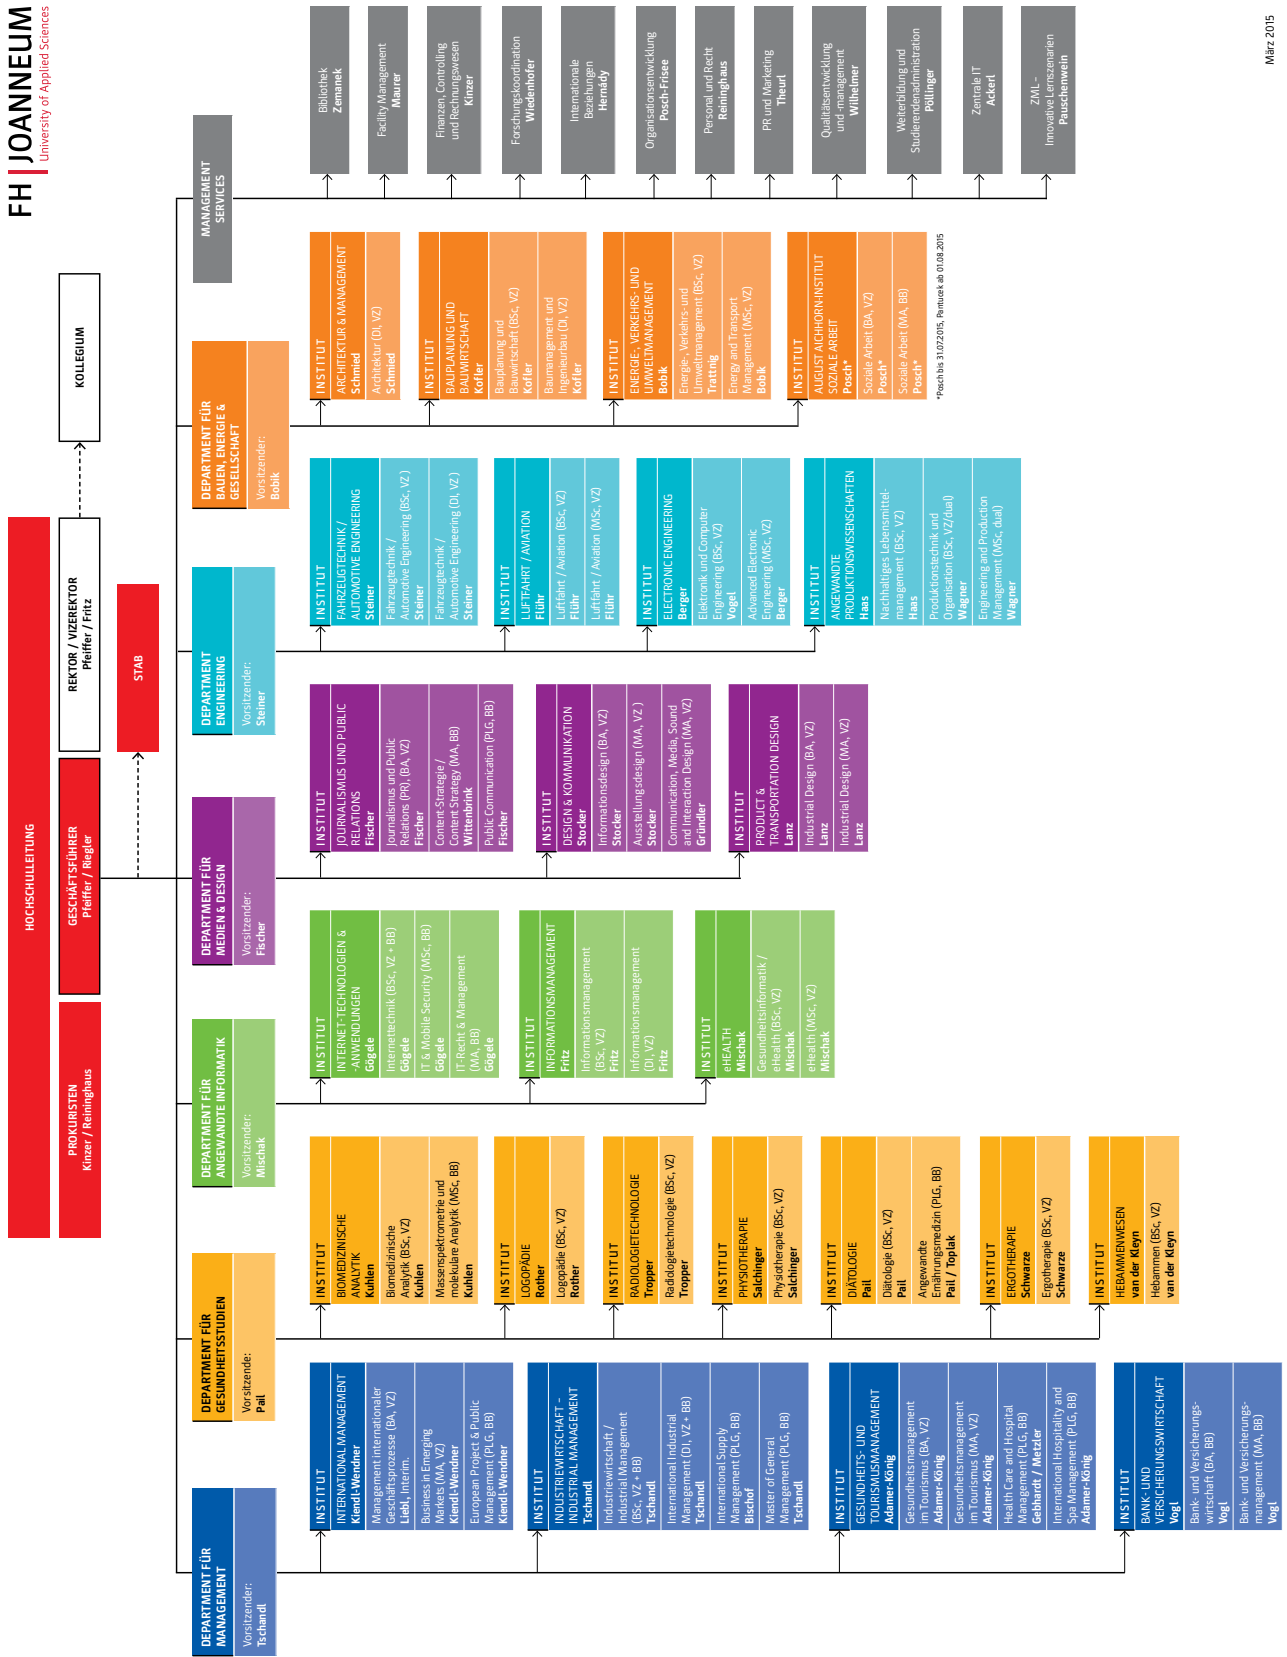 FH | JOANNEUM
University of Applied Sciences
HOCHSCHULLEITUNG
PROKURISTEN
Kinzer / Reininghaus
GESCHÄFTSFÜHRER
Pfeiffer / Riegler
REKTOR / VIZEREKTOR
Pfeiffer / Fritz
KOLLEGIUM
STAB
DEPARTMENT FÜR
MANAGEMENT
Vorsitzender:
Tschandl
INSTITUT
INTERNATIONAL MANAGEMENT
Kiendl-Wendner
Management internationaler
Geschäftsprozesse (BA, VZ)
Liebl, Interim.
Business in Emerging
Markets (MA, VZ)
Kiendl-Wendner
European Project & Public
Management (PLG, BB)
Kiendl-Wendner
INSTITUT
INDUSTRIEWIRTSCHAFT –
INDUSTRIAL MANAGEMENT
Tschandl
Industriewirtschaft /
Industrial Management
(BSc, VZ + BB)
Tschandl
International Industrial
Management (DI, VZ + BB)
Tschandl
International Supply
Management (PLG, BB)
Bischof
Master of General
Management (PLG, BB)
Tschandl
INSTITUT
GESUNDHEITS- UND
TOURISMUSMANAGEMENT
Adamer-König
Gesundheitsmanagement
im Tourismus (BA, VZ)
Adamer-König
Gesundheitsmanagement
im Tourismus (MA, VZ)
Adamer-König
Health Care and Hospital
Management (PLG, BB)
Gebhardt / Metzler
International Hospitality and
Spa Management (PLG, BB)
Adamer-König
INSTITUT
BANK- UND
VERSICHERUNGSWIRTSCHAFT
Vogl
Bank- und Versicherungs-
wirtschaft (BA, BB)
Vogl
Bank- und Versicherungs-
management (MA, BB)
Vogl
DEPARTMENT FÜR
GESUNDHEITSSTUDIEN
Vorsitzende:
Pail
INSTITUT
BIOMEDIZINISCHE
ANALYTIK
Kuhlen
Biomedizinische
Analytik (BSc, VZ)
Kuhlen
Massenspektrometrie und
molekulare Analytik (MSc, BB)
Kuhlen
INSTITUT
LOGOPÄDIE
Rother
Logopädie (BSc, VZ)
Rother
INSTITUT
RADIOLOGIETECHNOLOGIE
Tropper
Radiologietechnologie (BSc, VZ)
Tropper
INSTITUT
PHYSIOTHERAPIE
Salchinger
Physiotherapie (BSc, VZ)
Salchinger
INSTITUT
DIÄTOLOGIE
Pail
Diätologie (BSc, VZ)
Pail
Angewandte
Ernährungsmedizin (PLG, BB)
Pail / Toplak
INSTITUT
ERGOTHERAPIE
Schwarze
Ergotherapie (BSc, VZ)
Schwarze
INSTITUT
HEBAMMENWESEN
van der Kleyn
Hebammen (BSc, VZ)
van der Kleyn
DEPARTMENT FÜR
ANGEWANDTE INFORMATIK
Vorsitzender:
Mischak
INSTITUT
INTERNET-TECHNOLOGIEN &
-ANWENDUNGEN
Gögele
Internettechnik (BSc, VZ + BB)
Gögele
IT & Mobile Security (MSc, BB)
Gögele
IT-Recht & Management
(MA, BB)
Gögele
INSTITUT
INFORMATIONSMANAGEMENT
Fritz
Informationsmanagement
(BSc, VZ)
Fritz
Informationsmanagement
(DI, VZ)
Fritz
INSTITUT
eHEALTH
Mischak
Gesundheitsinformatik /
eHealth (BSc, VZ)
Mischak
eHealth (MSc, VZ)
Mischak
DEPARTMENT FÜR
MEDIEN & DESIGN
Vorsitzender:
Fischer
INSTITUT
JOURNALISMUS UND PUBLIC
RELATIONS
Fischer
Journalismus und Public
Relations (PR), (BA, VZ)
Fischer
Content-Strategie /
Content Strategy (MA, BB)
Wittenbrink
Public Communication (PLG, BB)
Fischer
INSTITUT
DESIGN & KOMMUNIKATION
Stocker
Informationsdesign (BA, VZ)
Stocker
Ausstellungsdesign (MA, VZ )
Stocker
Communication, Media, Sound
and Interaction Design (MA, VZ)
Gründler
INSTITUT
PRODUCT &
TRANSPORTATION DESIGN
Lanz
Industrial Design (BA, VZ)
Lanz
Industrial Design (MA, VZ)
Lanz
DEPARTMENT
ENGINEERING
Vorsitzender:
Steiner
INSTITUT
FAHRZEUGTECHNIK /
AUTOMOTIVE ENGINEERING
Steiner
Fahrzeugtechnik /
Automotive Engineering (BSc, VZ )
Steiner
Fahrzeugtechnik /
Automotive Engineering (DI, VZ )
Steiner
INSTITUT
LUFTFAHRT / AVIATION
Flühr
Luftfahrt / Aviation (BSc, VZ)
Flühr
Luftfahrt / Aviation (MSc, VZ)
Flühr
INSTITUT
ELECTRONIC ENGINEERING
Berger
Elektronik und Computer
Engineering (BSc, VZ)
Vogel
Advanced Electronic
Engineering (MSc, VZ)
Berger
INSTITUT
ANGEWANDTE
PRODUKTIONSWISSENSCHAFTEN
Haas
Nachhaltiges Lebensmittel-
management (BSc, VZ)
Haas
Produktionstechnik und
Organisation (BSc, VZ/dual)
Wagner
Engineering and Production
Management (MSc, dual)
Wagner
DEPARTMENT FÜR
BAUEN, ENERGIE &
GESELLSCHAFT
Vorsitzender:
Bobik
INSTITUT
ARCHITEKTUR & MANAGEMENT
Schmied
Architektur (DI, VZ)
Schmied
INSTITUT
BAUPLANUNG UND
BAUWIRTSCHAFT
Kofler
Bauplanung und
Bauwirtschaft (BSc, VZ)
Kofler
Baumanagement und
Ingenieurbau (DI, VZ)
Kofler
INSTITUT
ENERGIE-, VERKEHRS- UND
UMWELTMANAGEMENT
Bobik
Energie-, Verkehrs- und
Umweltmanagement (BSc, VZ)
Trattnig
Energy and Transport
Management (MSc, VZ)
Bobik
INSTITUT
AUGUST AICHHORN-INSTITUT
SOZIALE ARBEIT
Posch*
Soziale Arbeit (BA, VZ)
Posch*
Soziale Arbeit (MA, BB)
Posch*
*Posch bis 31.07.2015, Pantucek ab 01.08.2015
MANAGEMENT
SERVICES
Bibliothek
Zemanek
Facility Management
Maurer
Finanzen, Controlling
und Rechnungswesen
Kinzer
Forschungskoordination
Wiedenhofer
Internationale
Beziehungen
Hernády
Organisationsentwicklung
Posch-Frisee
Personal und Recht
Reininghaus
PR und Marketing
Theurl
Qualitätsentwicklung
und -management
Wilhelmer
Weiterbildung und
Studierendenadministration
Pöllinger
Zentrale IT
Ackerl
ZML –
Innovative Lernszenarien
Pauschenwein
März 2015